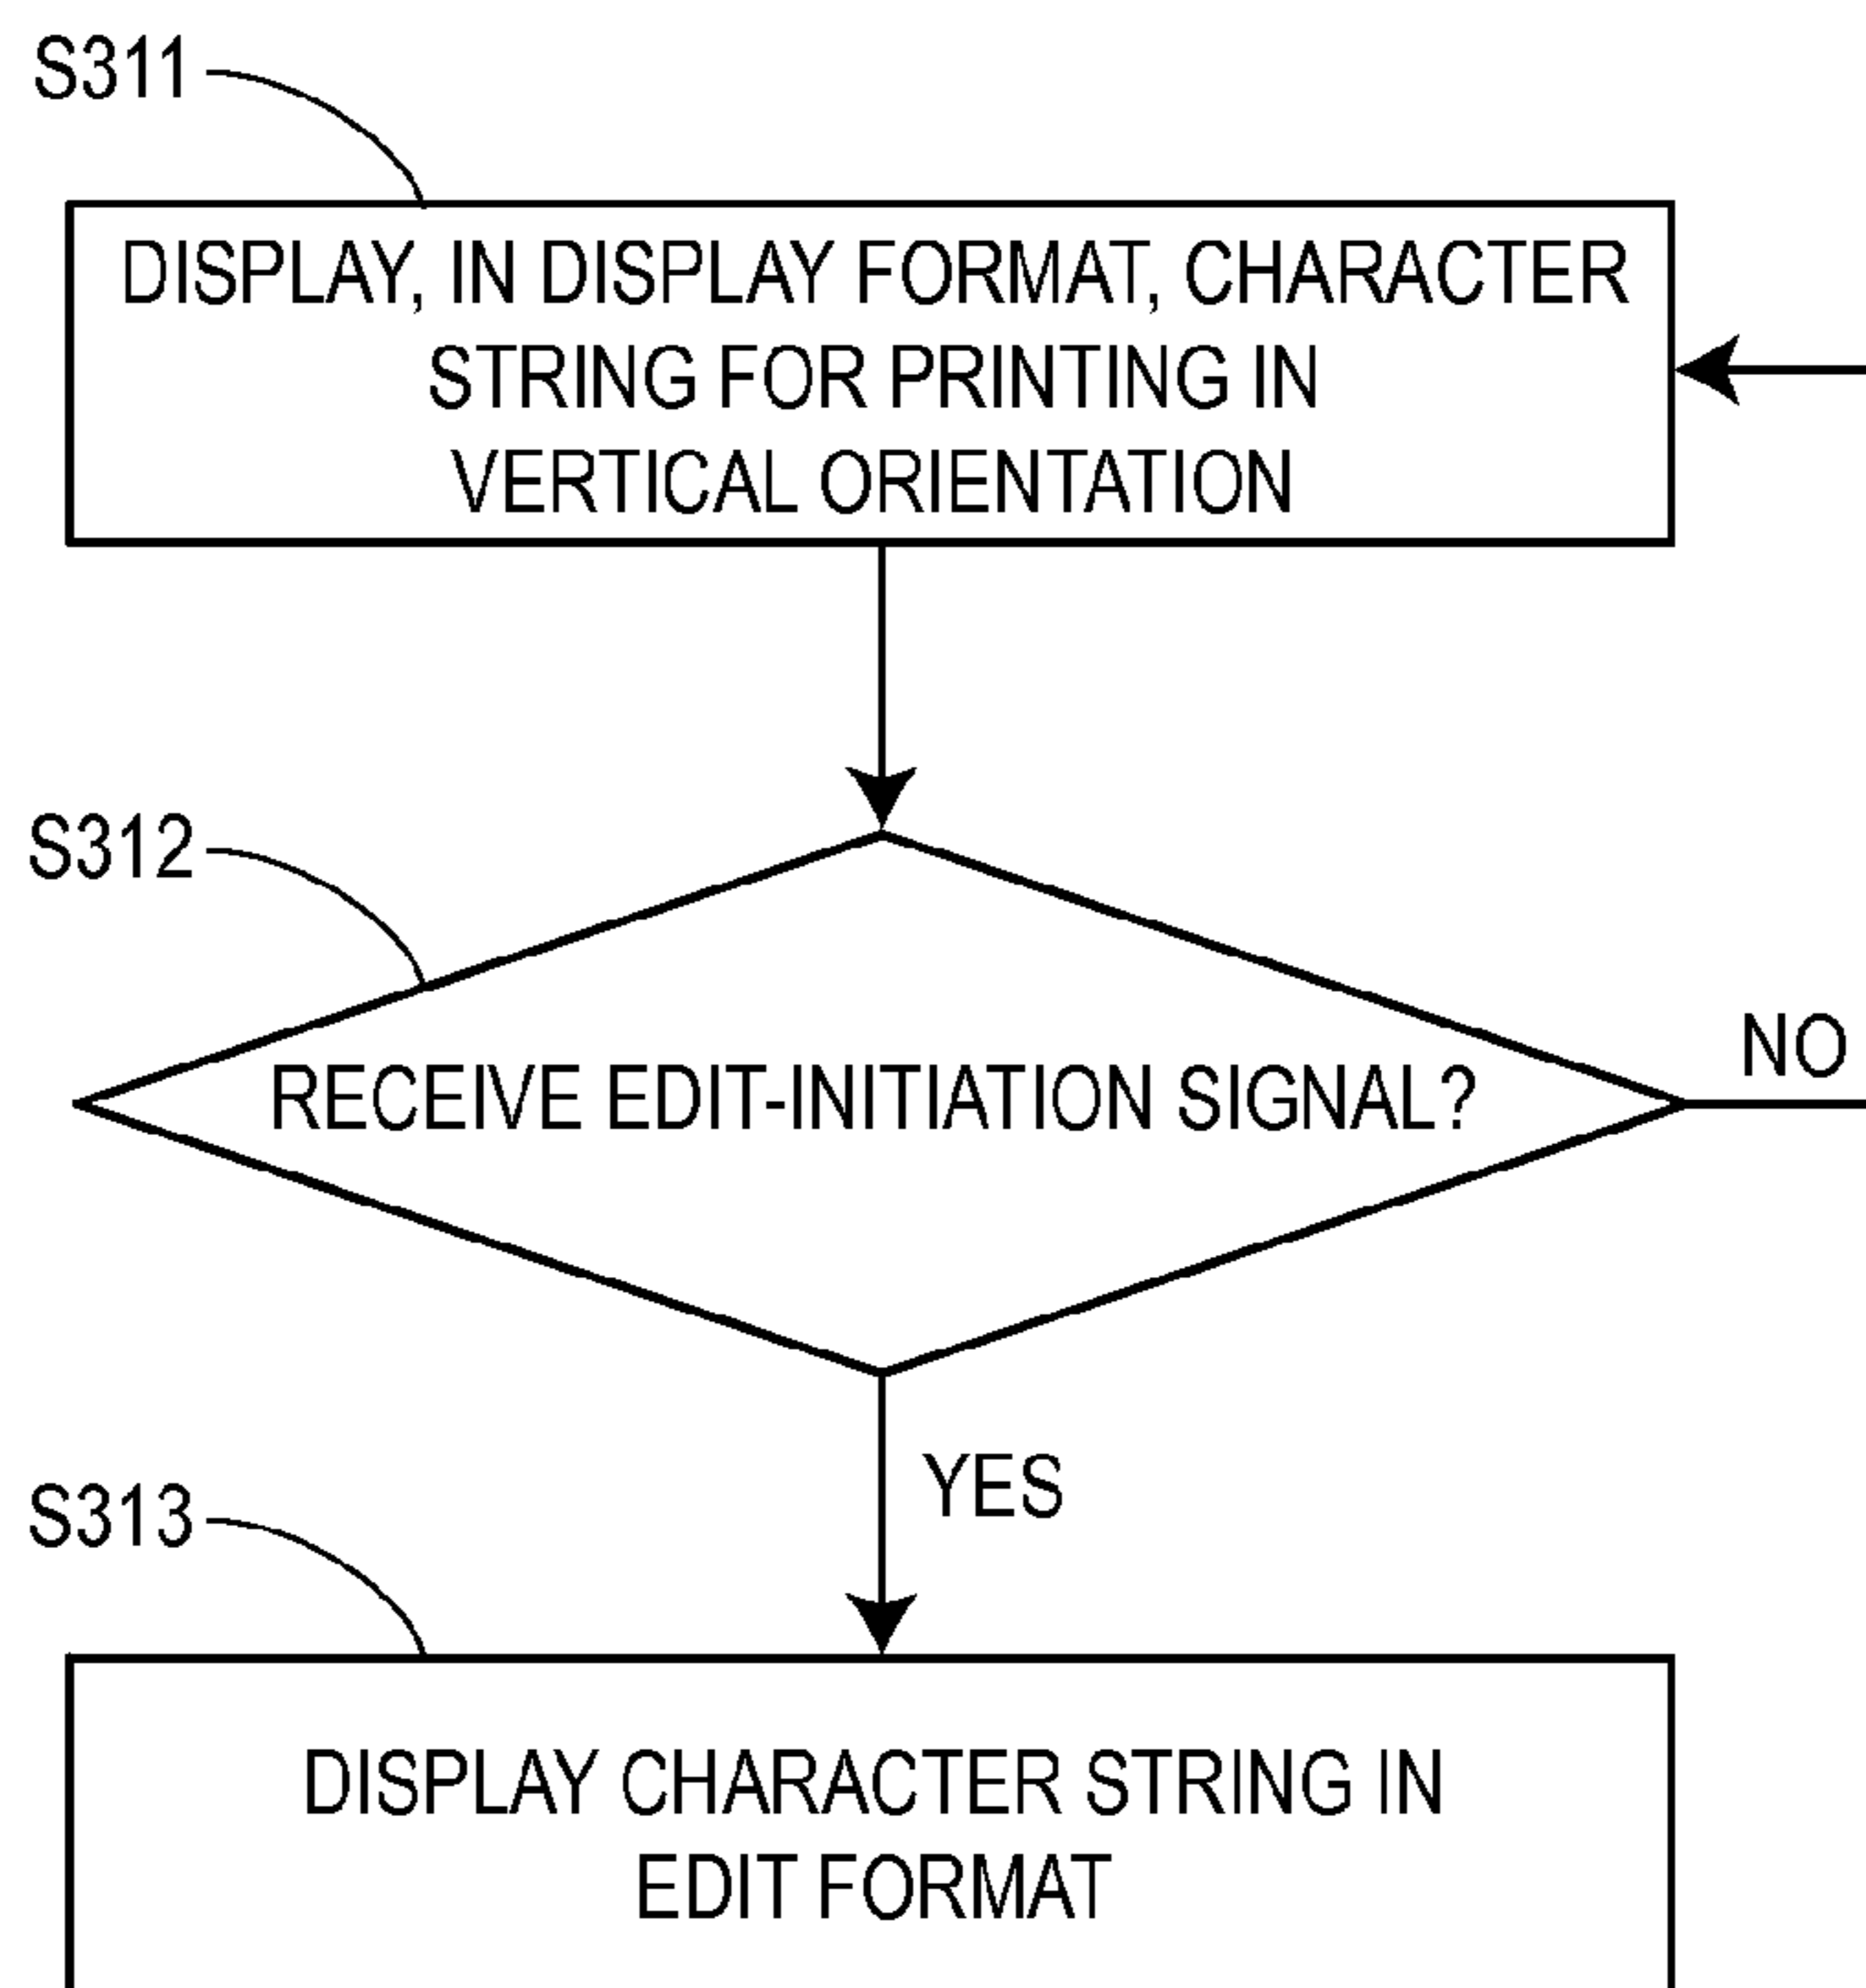 S311
DISPLAY, IN DISPLAY FORMAT, CHARACTER
STRING FOR PRINTING IN
VERTICAL ORIENTATION
S312
RECEIVE EDIT-INITIATION SIGNAL?
NO
YES
S313
DISPLAY CHARACTER STRING IN
EDIT FORMAT